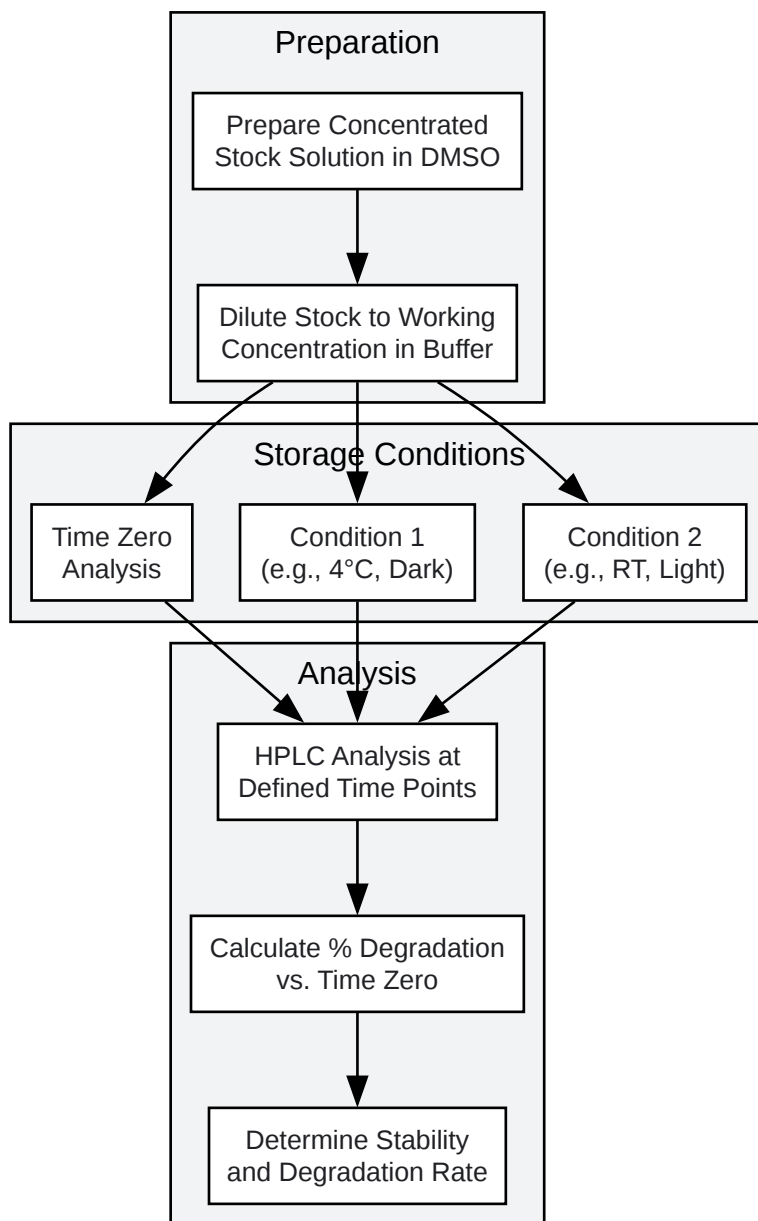 Preparation
Prepare Concentrated
Stock Solution in DMSO
Dilute Stock to Working
Concentration in Buffer
Storage Conditions
Time Zero
Analysis
Condition 1
(e.g., 4°C, Dark)
Condition 2
(e.g., RT, Light)
Analysis
HPLC Analysis at
Defined Time Points
Calculate % Degradation
vs. Time Zero
Determine Stability
and Degradation Rate